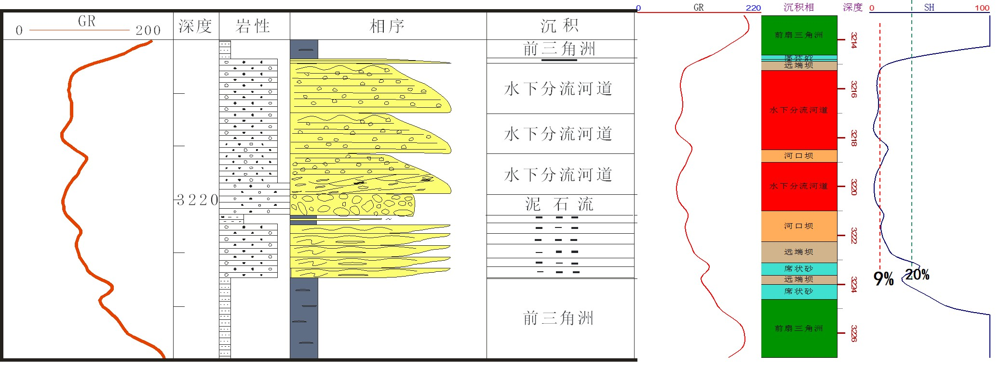 GR
0 200
深度
岩性
相序
沉积
3220
前三角洲
水下分流河道
水下分流河道
水下分流河道
泥石流
前三角洲
0 GR 220
沉积相
深度
0 SH 100
前扇三角洲
席状砂
远端坝
水下分流河道
河口坝
水下分流河道
河口坝
远端坝
席状砂
远端坝
席状砂
前扇三角洲
3214
3216
3218
3220
3222
3224
3226
9%
20%